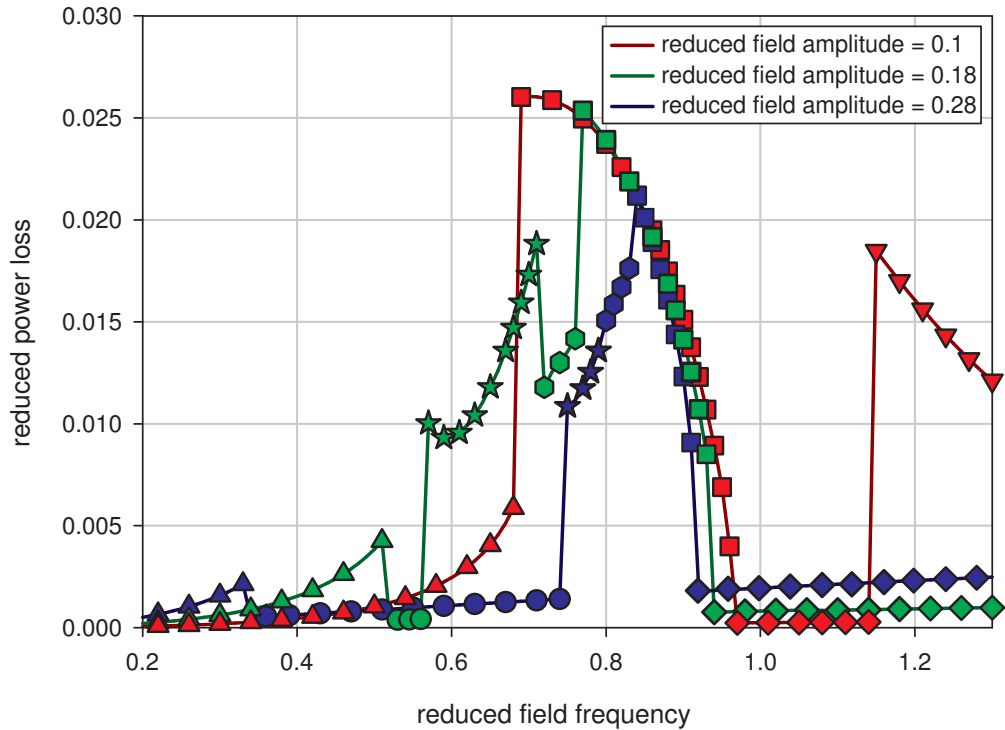 0.030
reduced field amplitude = 0.1
reduced field amplitude = 0.18
reduced field amplitude = 0.28
0.025
0.020
0.015
0.010
0.005
0.000
reduced power loss
0.2 0.4 0.6 0.8 1.0 1.2
reduced field frequency